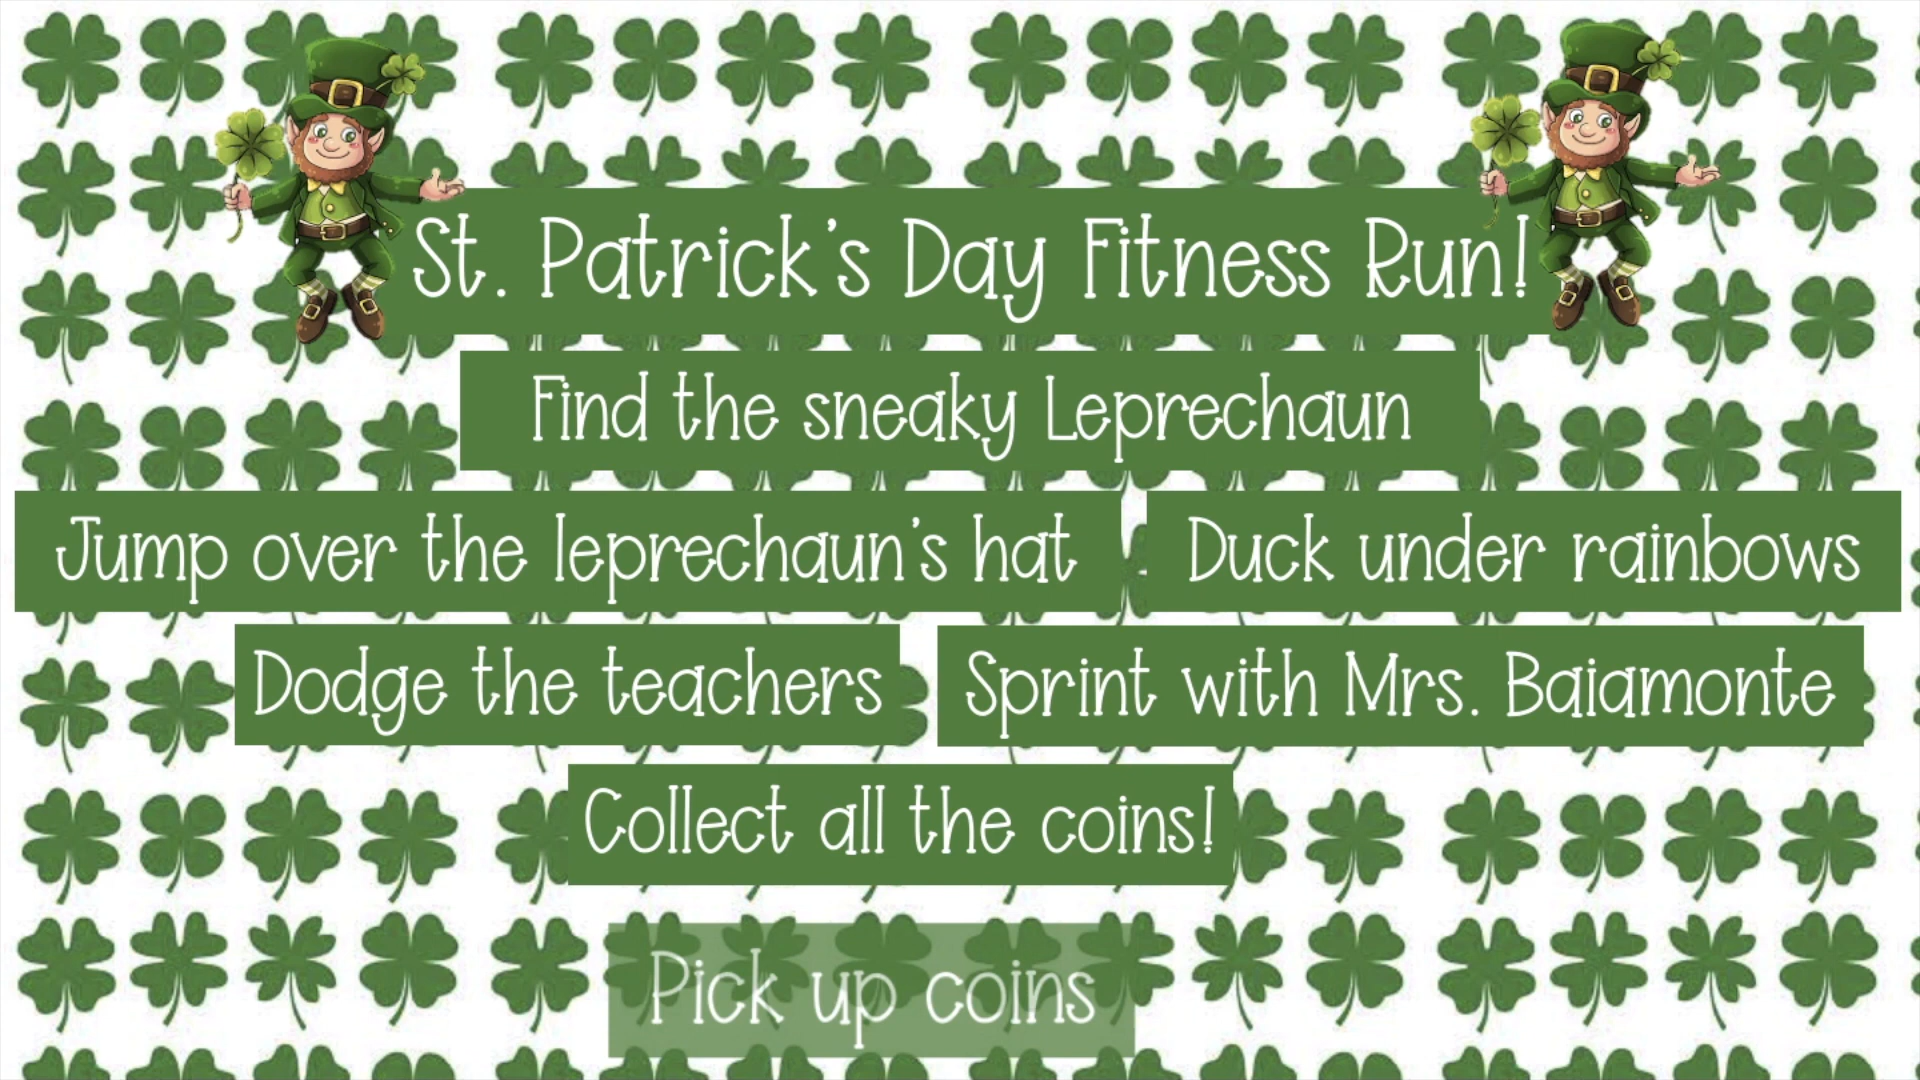 St. Patrick's Day Fitness Run!
Find the sneaky Leprechaun
Jump over the leprechaun's hat
Duck under rainbows
Dodge the teachers
Sprint with Mrs. Baiamonte
Collect all the coins!
Pick up coins